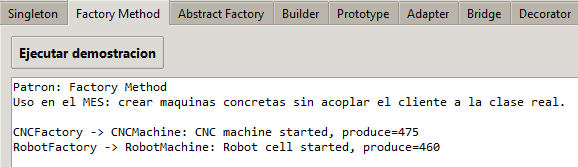 Singleton Factory Method Abstract Factory Builder Prototype Adapter Bridge Decorator
Ejecutar demostracion
Patron: Factory Method
Uso en el MES: crear maquinas concretas sin acoplar el cliente a la clase real.
CNCFactory -> CNCMachine: CNC machine started, produce=475
RobotFactory -> RobotMachine: Robot cell started, produce=460